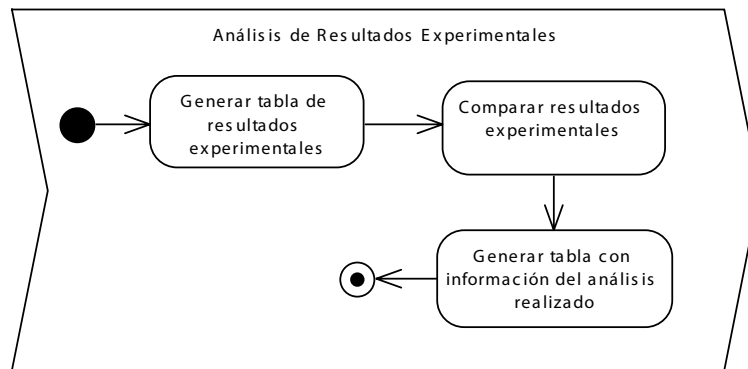 Análisis de Resultados Experimentales
Generar tabla de
resultados
experimentales
Comparar resultados
experimentales
Generar tabla con
información del análisis
realizado